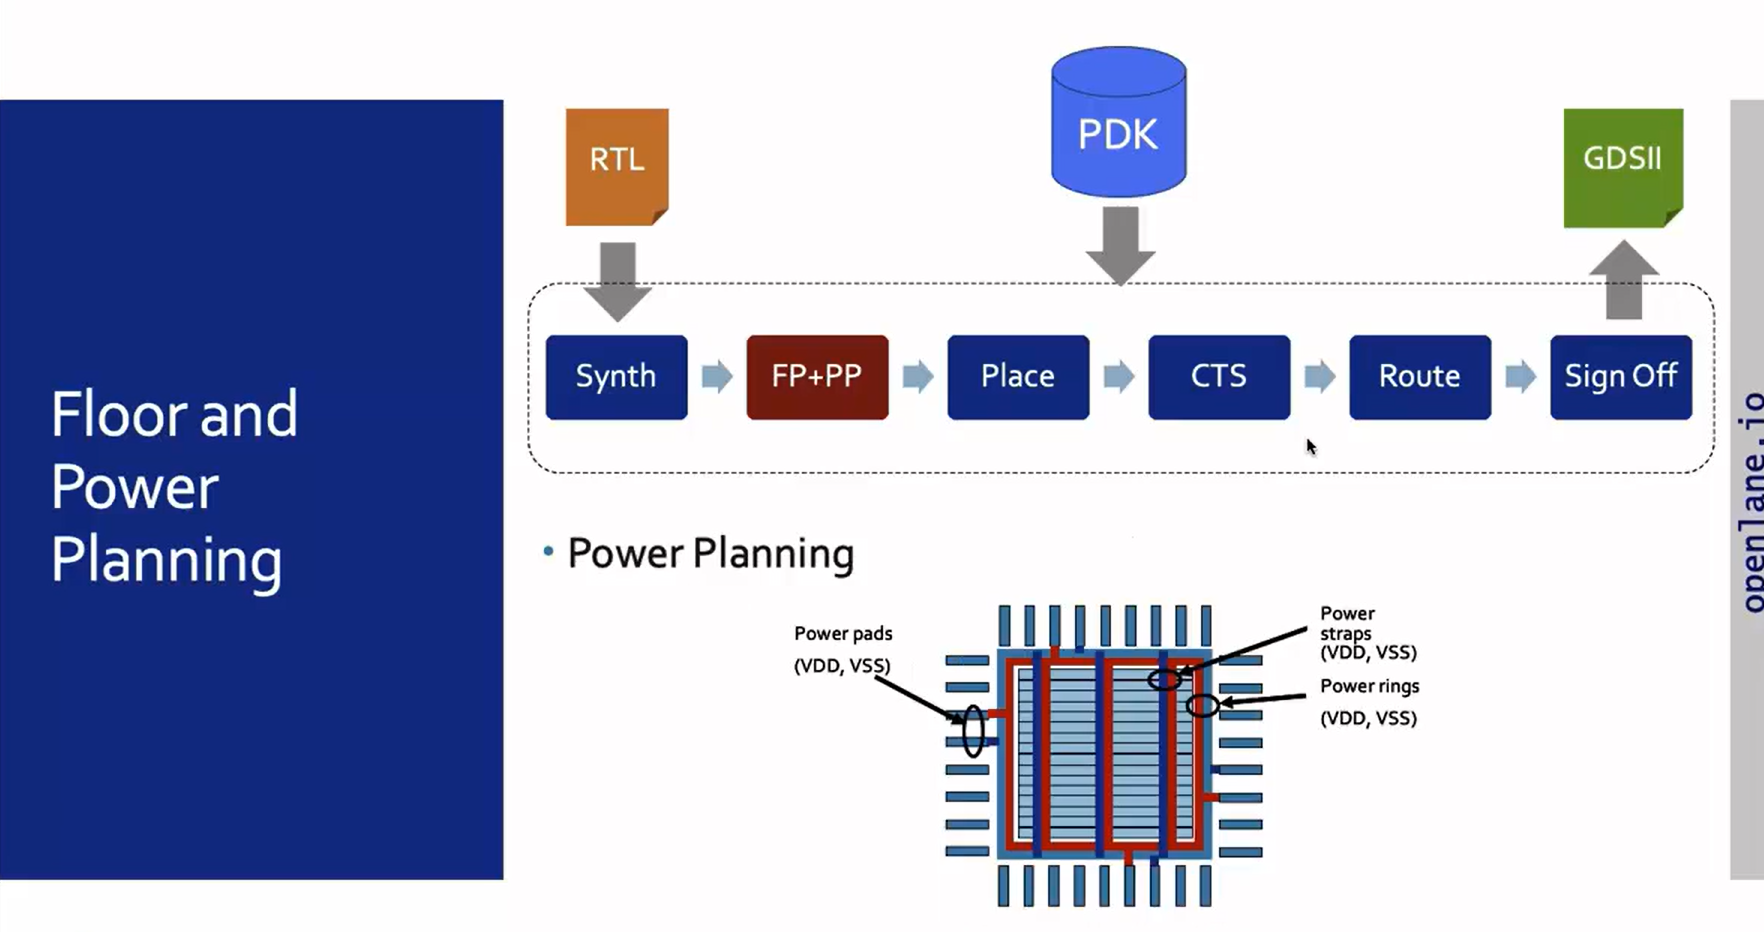 Floor and
Power
Planning
RTL
PDK
GDSII
Synth
FP+PP
Place
CTS
Route
Sign Off
• Power Planning
Power pads
(VDD, VSS)
Power
straps
(VDD, VSS)
Power rings
(VDD, VSS)
openlane.io